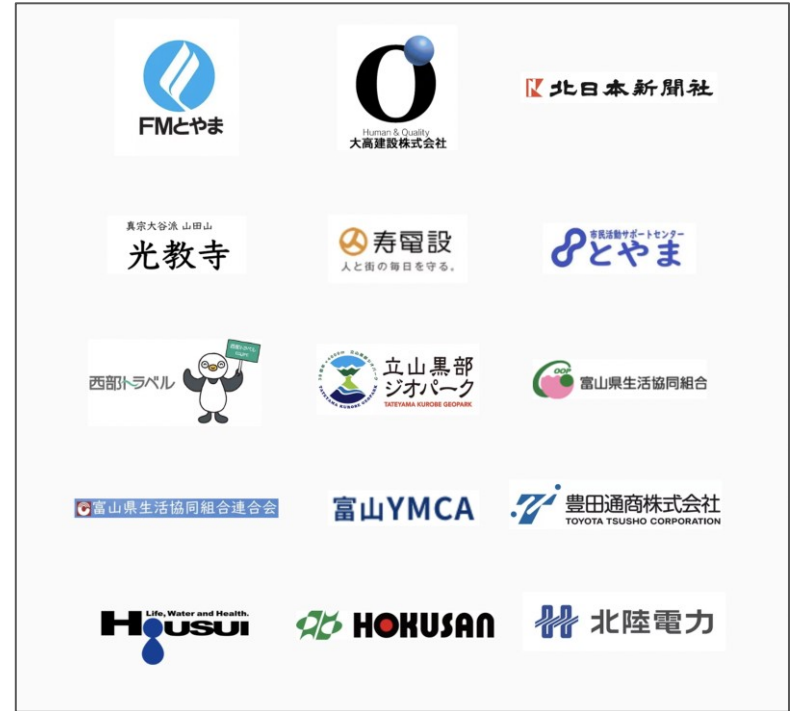 FMとやま
Human & Quality
大高建設株式会社
北日本新聞社
真宗大谷派 山田山
光教寺
寿電設
人と街の毎日を守る。
市民活動サポートセンター
とやま
西部トラベル
立山黒部
ジオパーク
TATEYAMA KUROBE GEOPARK
COOP
富山県生活協同組合
富山県生活協同組合連合会
富山YMCA
豊田通商株式会社
TOYOTA TSUSHO CORPORATION
Life, Water and Health.
HOUSUI
HOKUSAN
北陸電力